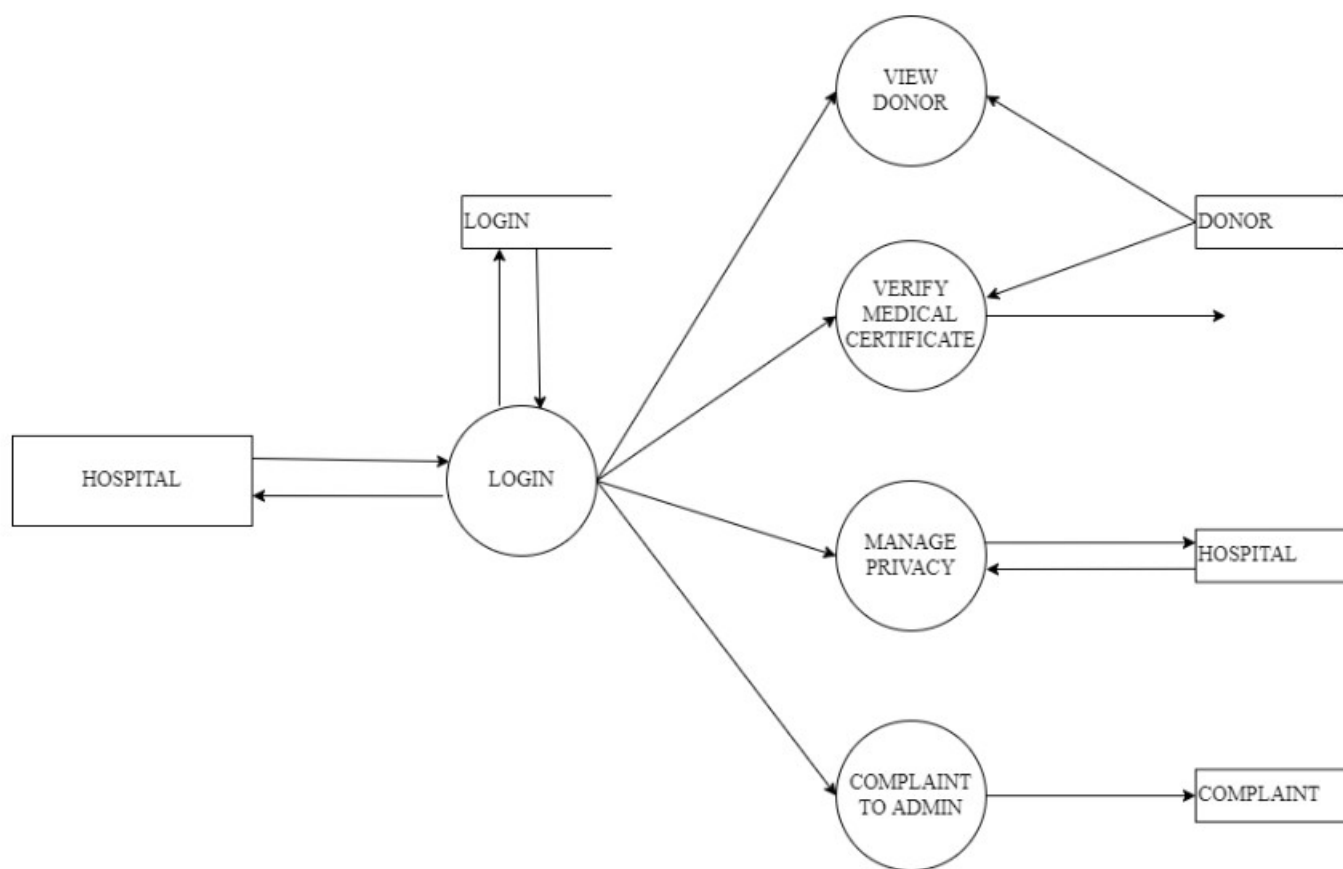 VIEW
DONOR
LOGIN
DONOR
VERIFY
MEDICAL
CERTIFICATE
HOSPITAL
LOGIN
MANAGE
PRIVACY
HOSPITAL
COMPLAINT
TO ADMIN
COMPLAINT